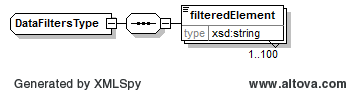 DataFiltersType
filteredElement
type xsd:string
1..100
Generated by XMLSpy
www.altova.com